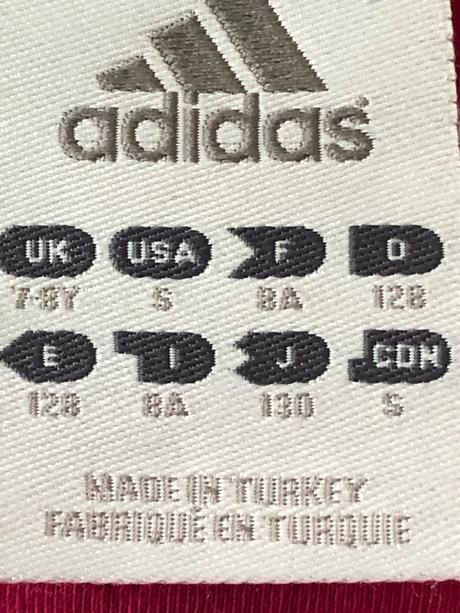 adidas
UK USA F D
7-8Y S 8A 128
E I J CDN
128 8A 130 S
MADE IN TURKEY
FABRIQUÉ EN TURQUIE